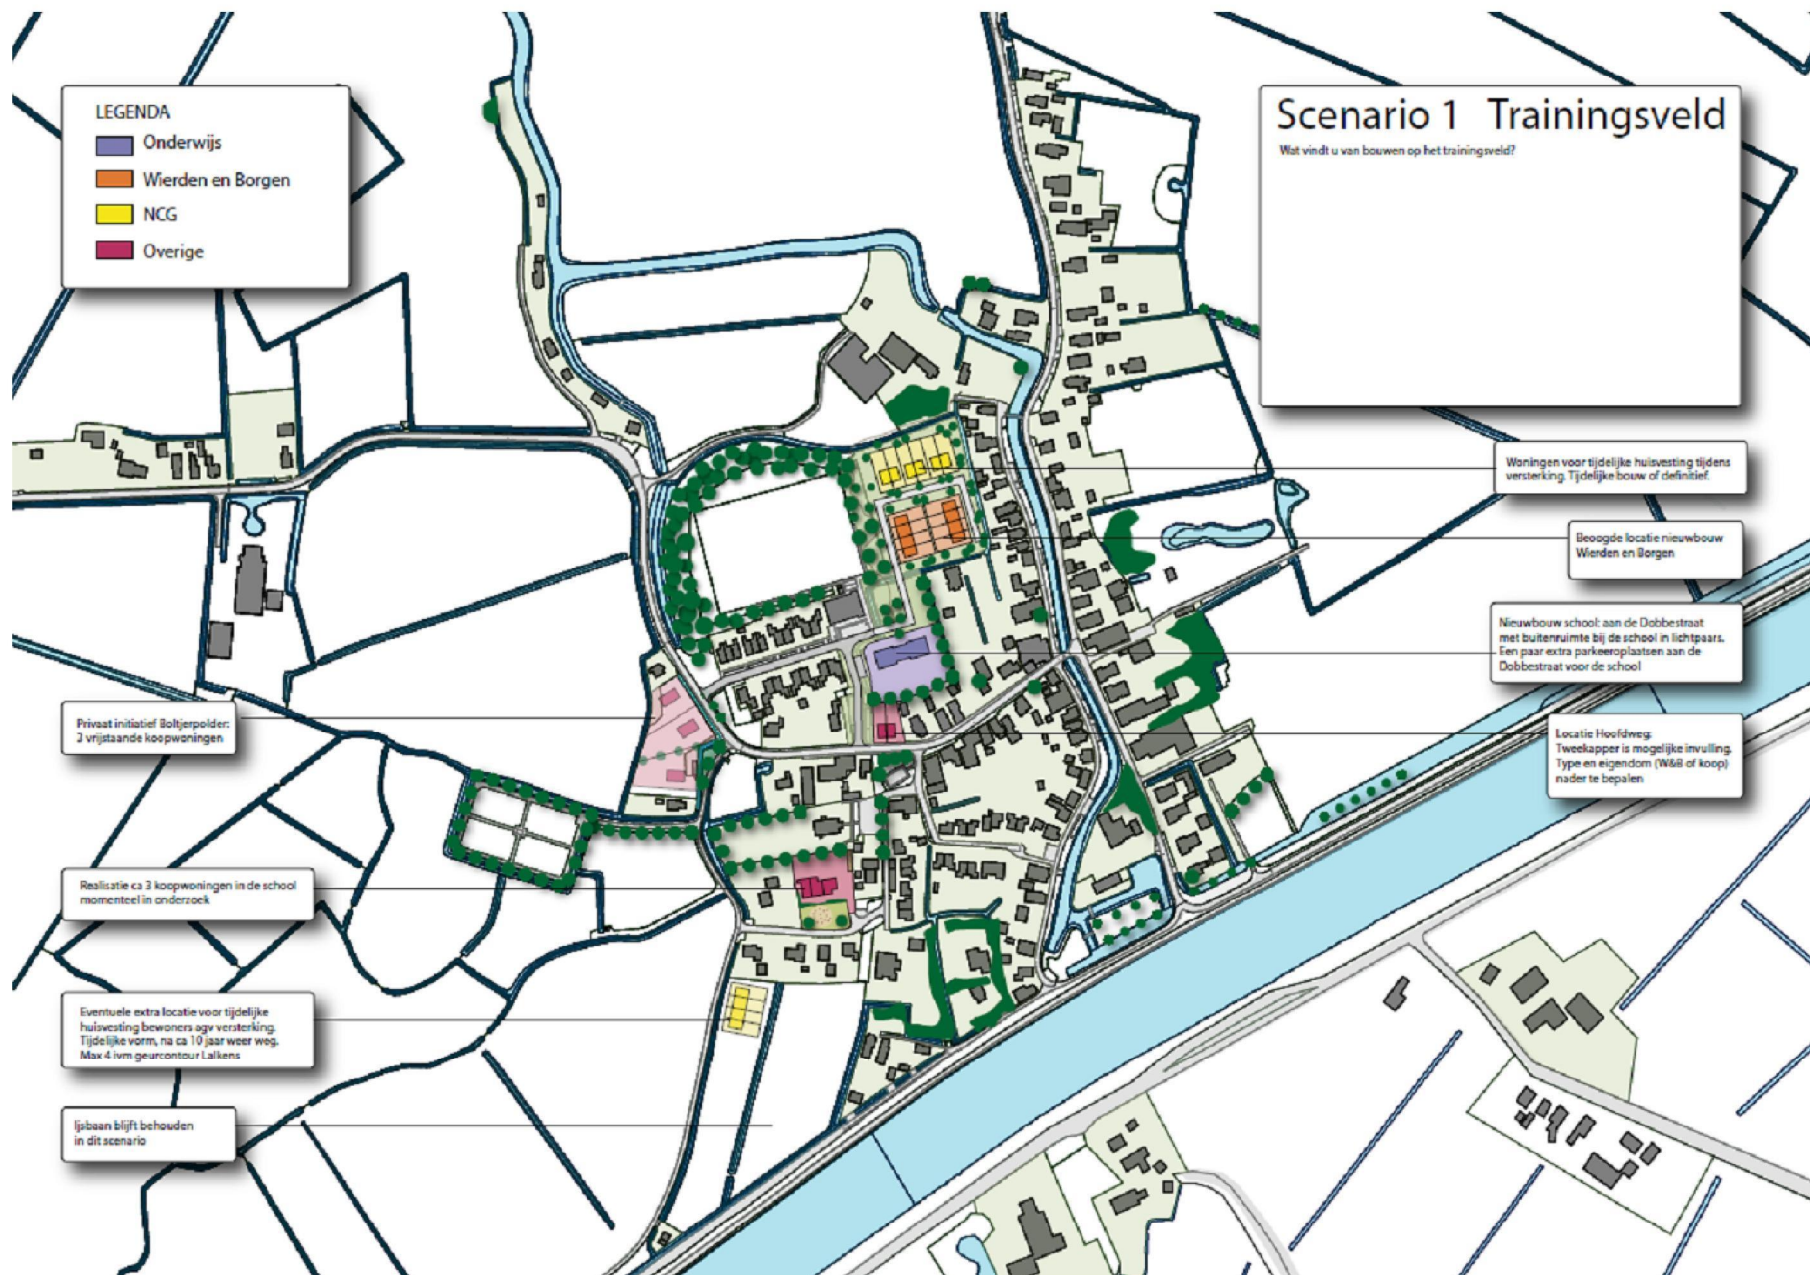 LEGENDA
Onderwijs
Wierden en Borgen
NCG
Overige
Scenario 1 Trainingsveld
Wat vindt u van bouwen op het trainingsveld?
Woningen voor tijdelijke huisvesting tijdens
versterking. Tijdelijke bouw of definitief.
Beoogde locatie nieuwbouw
Wierden en Borgen
Nieuwbouw school: aan de Dobbestraat
met buitenruimte bij de school in lichtpaars.
Een paar extra parkeerplaatsen aan de
Dobbestraat voor de school
Locatie Hoofdweg:
Tweekapper is mogelijke invulling.
Type en eigendom (W&B of koop)
nader te bepalen
Privaat initiatief Boltjerpolder:
3 vrijstaande koopwoningen
Realisatie ca 3 koopwoningen in de school
momenteel in onderzoek
Eventuele extra locatie voor tijdelijke
huisvesting bewoners agv versterking.
Tijdelijke vorm, na ca 10 jaar weer weg.
Max 4 ivm geurcontour Lalkens
Ijsbaan blijft behouden
in dit scenario